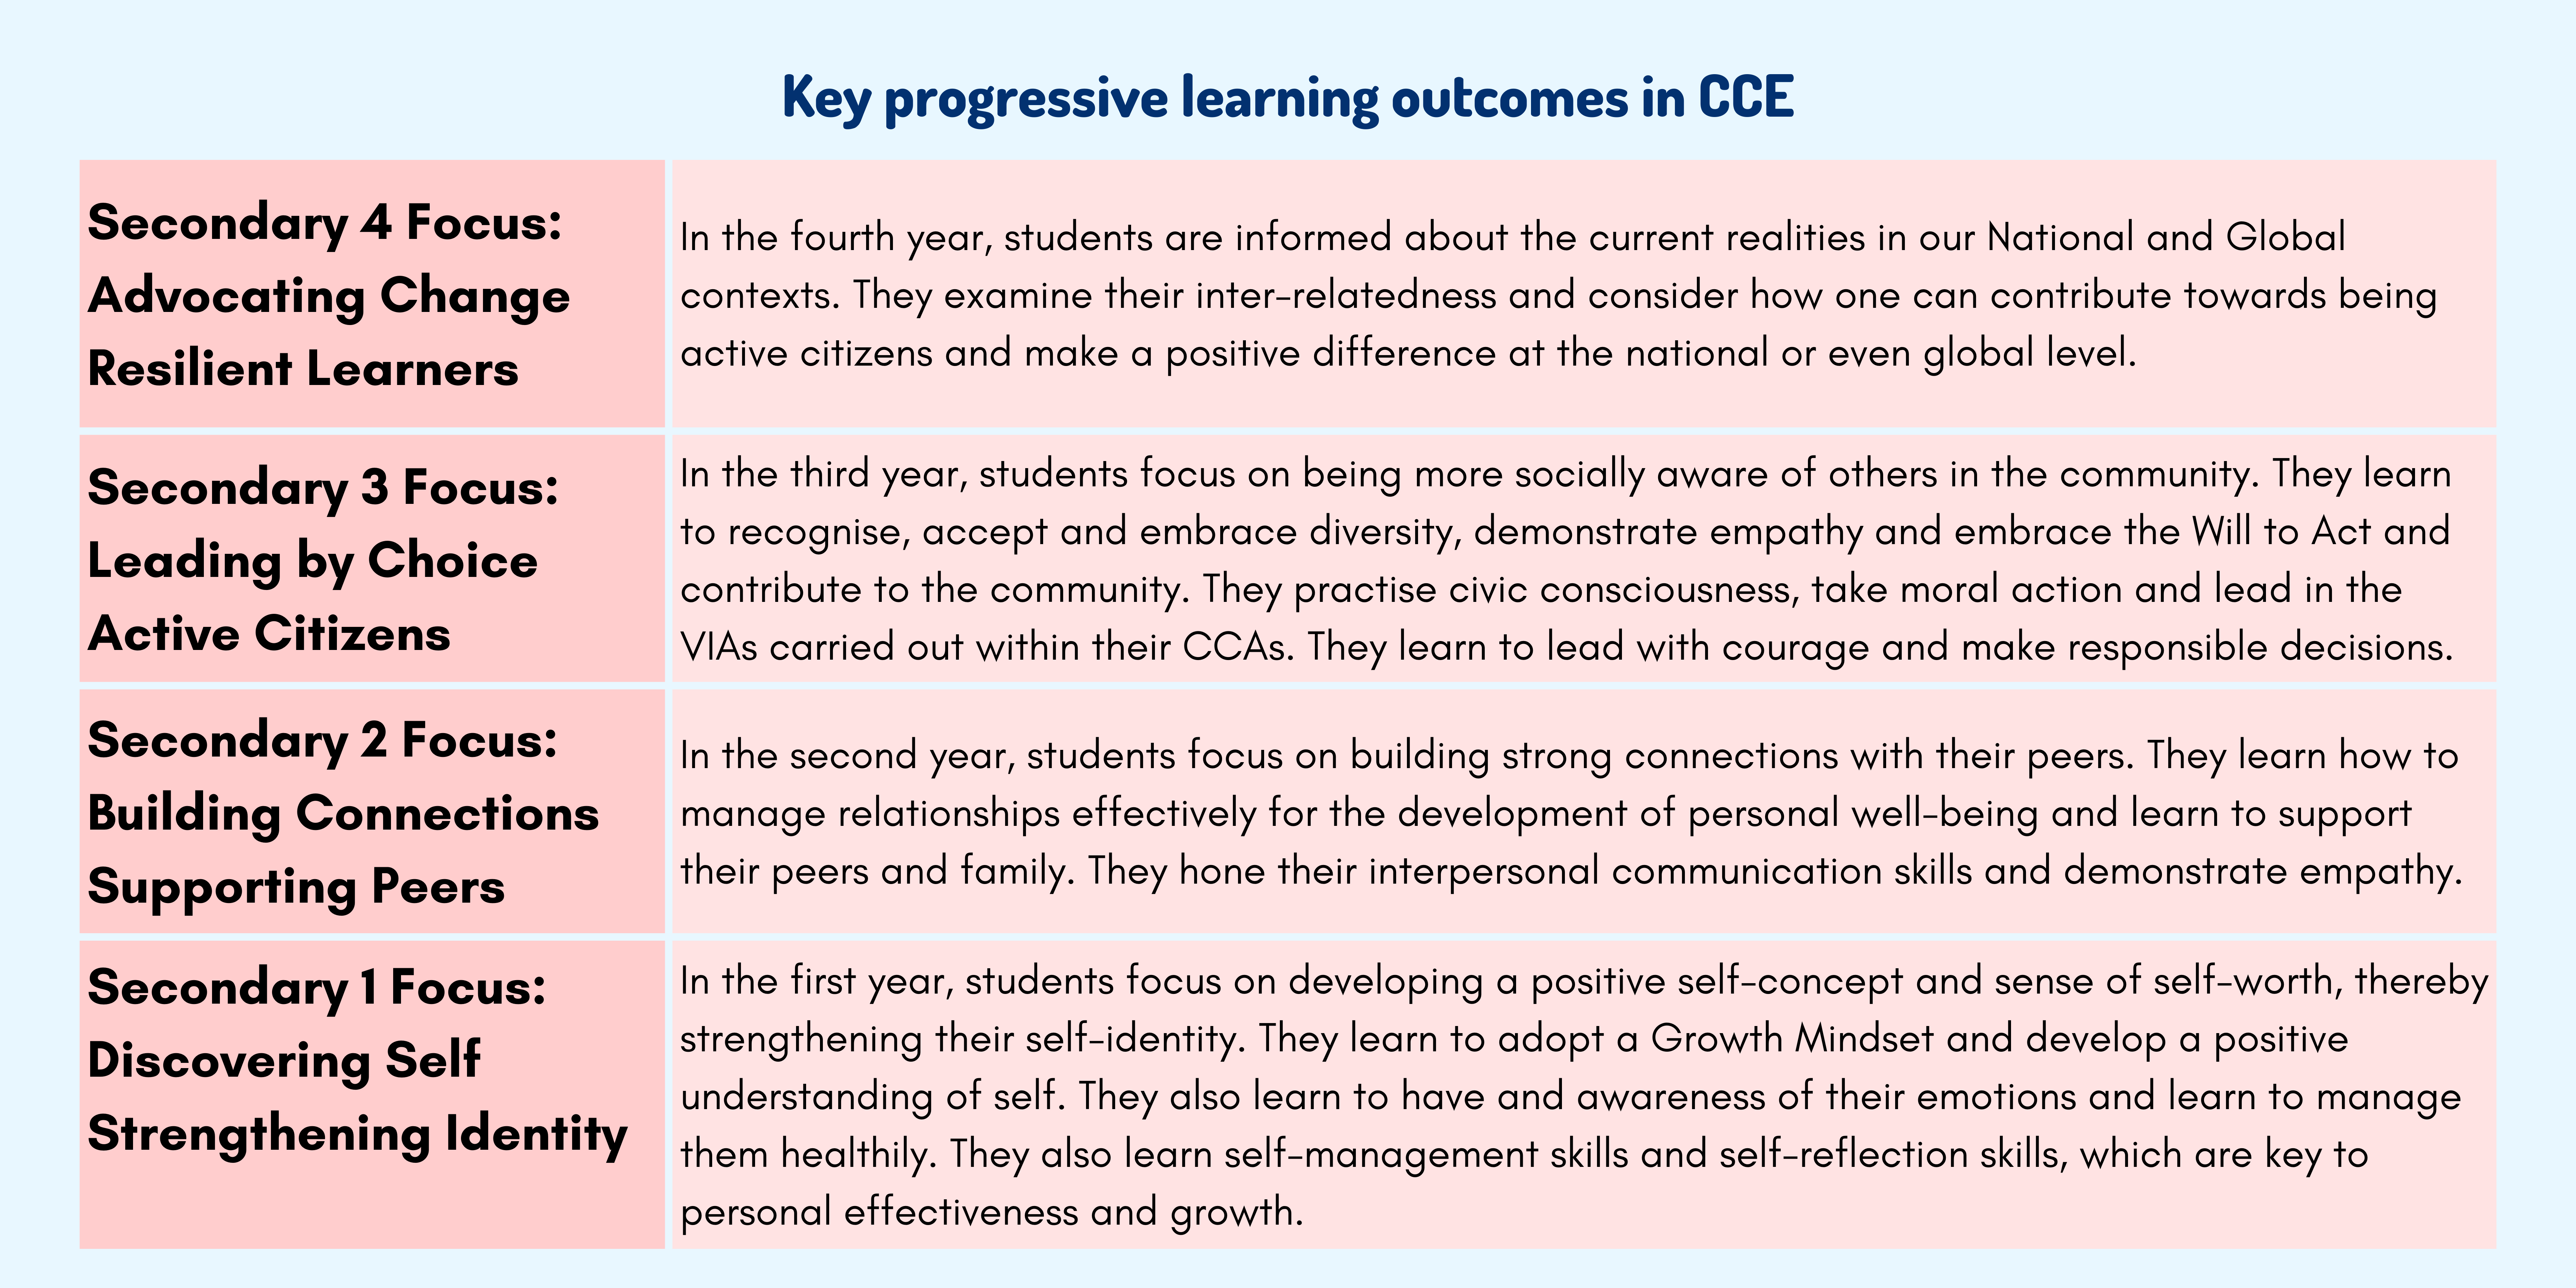 Key progressive learning outcomes in CCE
Secondary 4 Focus:
Advocating Change
Resilient Learners
In the fourth year, students are informed about the current realities in our National and Global
contexts. They examine their inter-relatedness and consider how one can contribute towards being
active citizens and make a positive difference at the national or even global level.
Secondary 3 Focus:
Leading by Choice
Active Citizens
In the third year, students focus on being more socially aware of others in the community. They learn
to recognise, accept and embrace diversity, demonstrate empathy and embrace the Will to Act and
contribute to the community. They practise civic consciousness, take moral action and lead in the
VIAs carried out within their CCAs. They learn to lead with courage and make responsible decisions.
Secondary 2 Focus:
Building Connections
Supporting Peers
In the second year, students focus on building strong connections with their peers. They learn how to
manage relationships effectively for the development of personal well-being and learn to support
their peers and family. They hone their interpersonal communication skills and demonstrate empathy.
Secondary 1 Focus:
Discovering Self
Strengthening Identity
In the first year, students focus on developing a positive self-concept and sense of self-worth, thereby
strengthening their self-identity. They learn to adopt a Growth Mindset and develop a positive
understanding of self. They also learn to have and awareness of their emotions and learn to manage
them healthily. They also learn self-management skills and self-reflection skills, which are key to
personal effectiveness and growth.